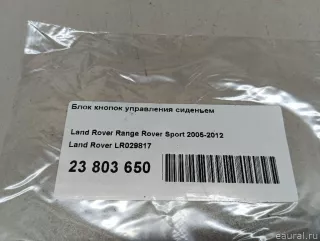 Блок кнопок управления сиденьем
Land Rover Range Rover Sport 2005-2012
Land Rover LR029817
23 803 650
eaural.ru